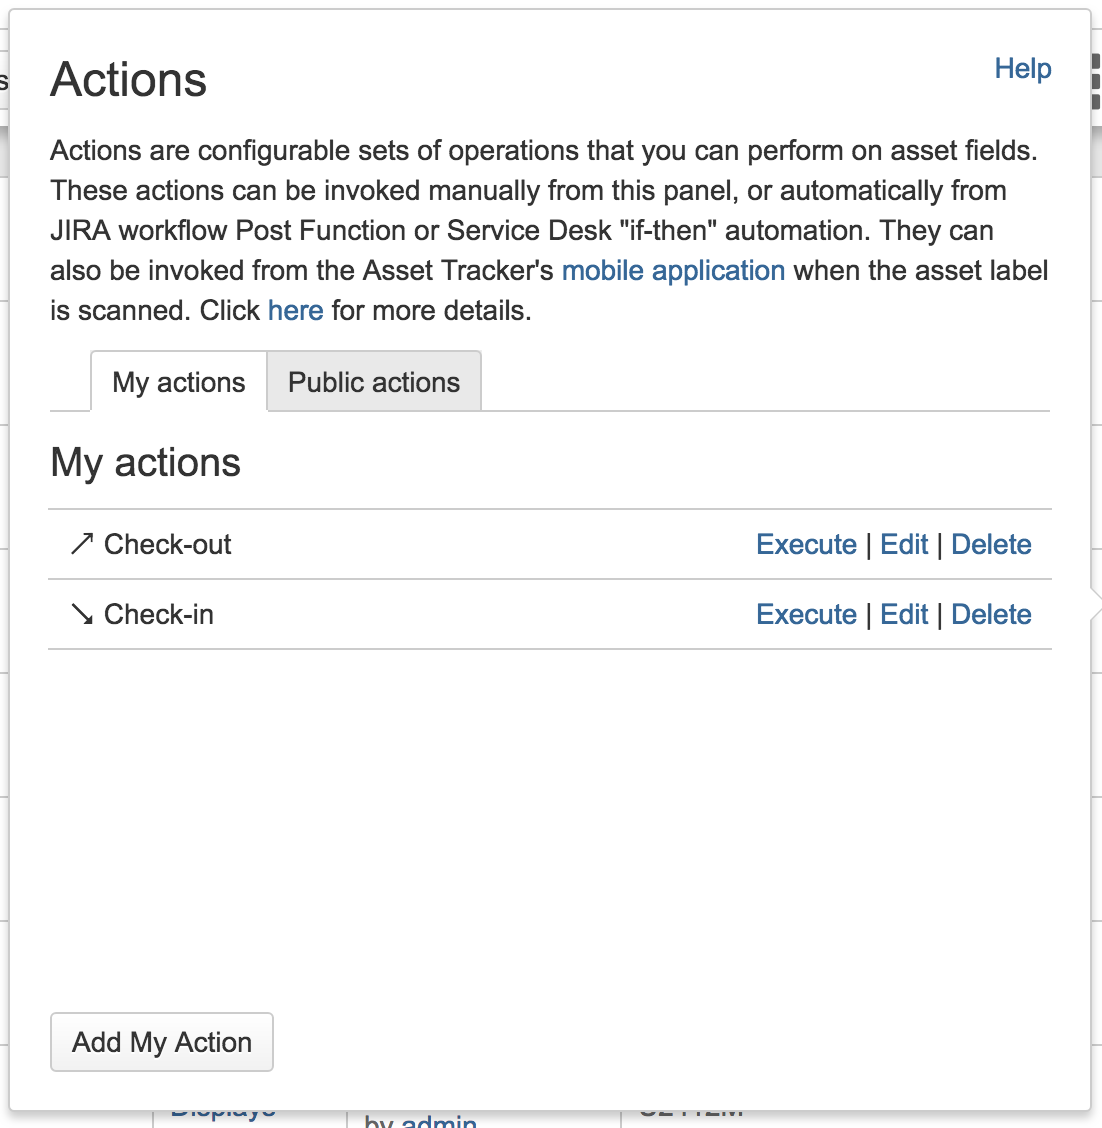 Actions
Help
Actions are configurable sets of operations that you can perform on asset fields.
These actions can be invoked manually from this panel, or automatically from
JIRA workflow Post Function or Service Desk "if-then" automation. They can
also be invoked from the Asset Tracker's mobile application when the asset label
is scanned. Click here for more details.
My actions
Public actions
My actions
↗ Check-out
Execute | Edit | Delete
↘ Check-in
Execute | Edit | Delete
Add My Action
Displays
by admin